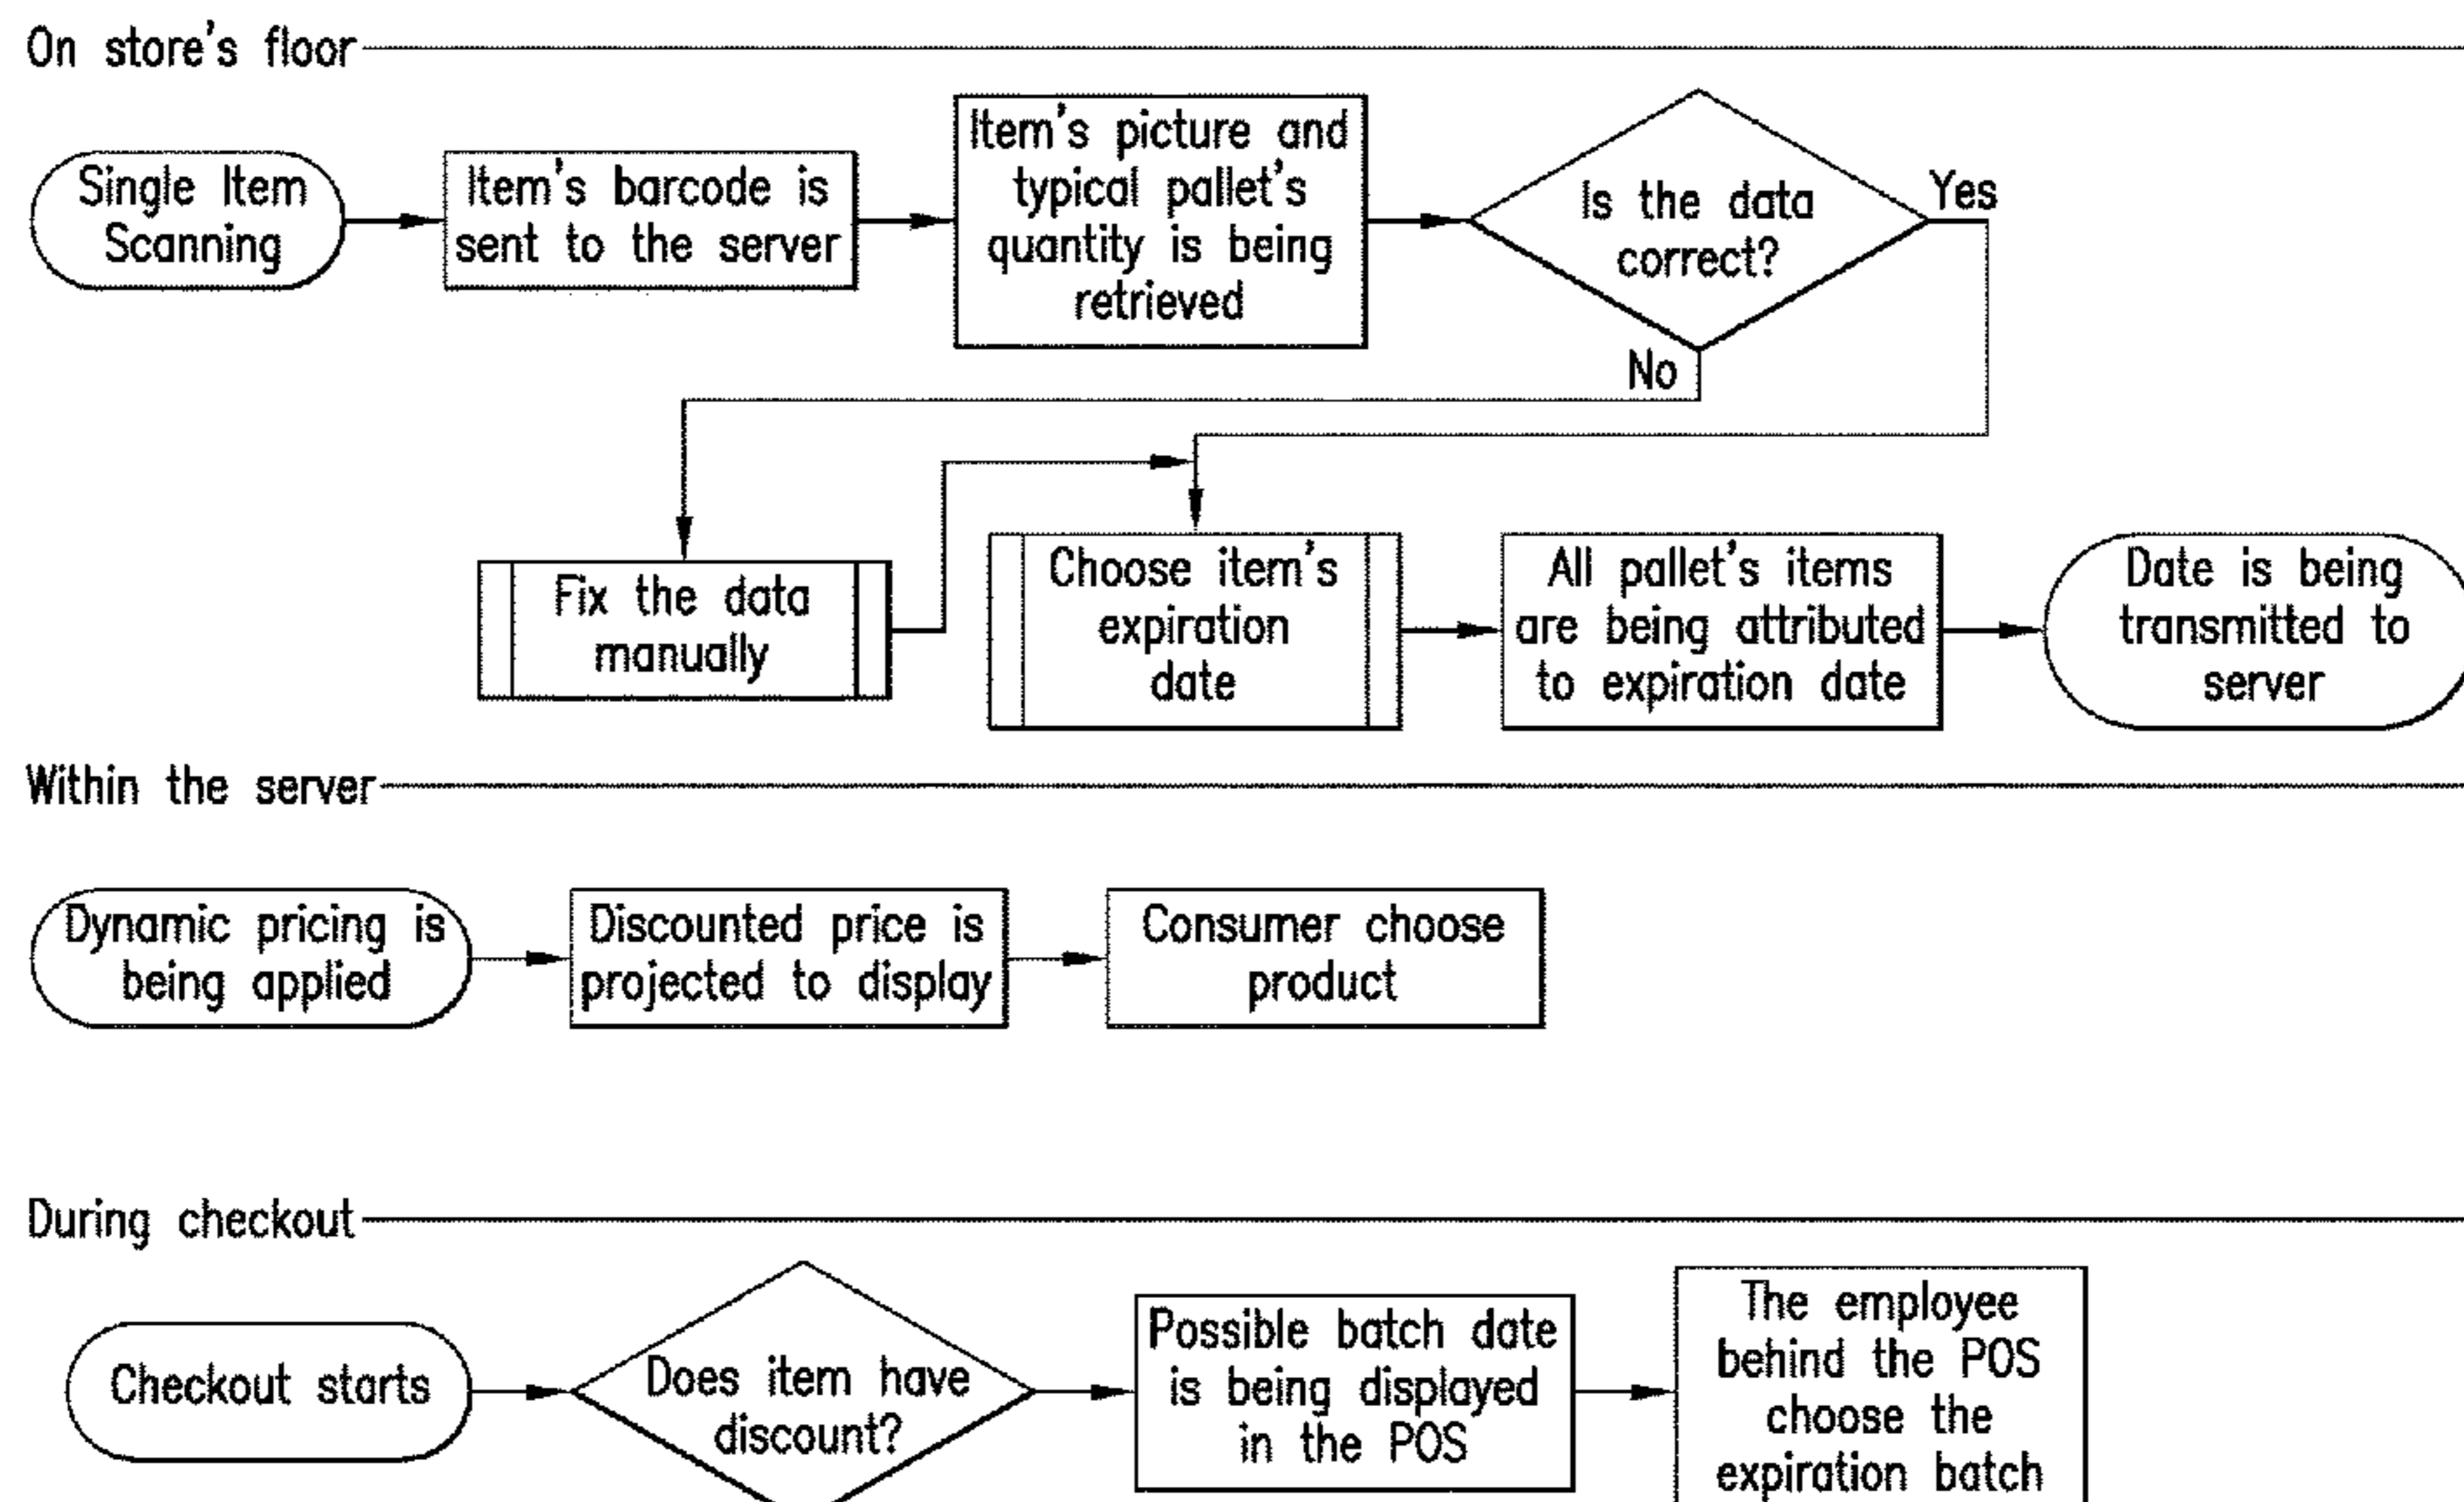 On store's floor
Single Item
Scanning
Item's barcode is
sent to the server
Item's picture and
typical pallet's
quantity is being
retrieved
Is the data
correct?
Yes
No
Fix the data
manually
Choose item's
expiration
date
All pallet's items
are being attributed
to expiration date
Date is being
transmitted to
server
Within the server
Dynamic pricing is
being applied
Discounted price is
projected to display
Consumer choose
product
During checkout
Checkout starts
Does item have
discount?
Possible batch date
is being displayed
in the POS
The employee
behind the POS
choose the
expiration batch